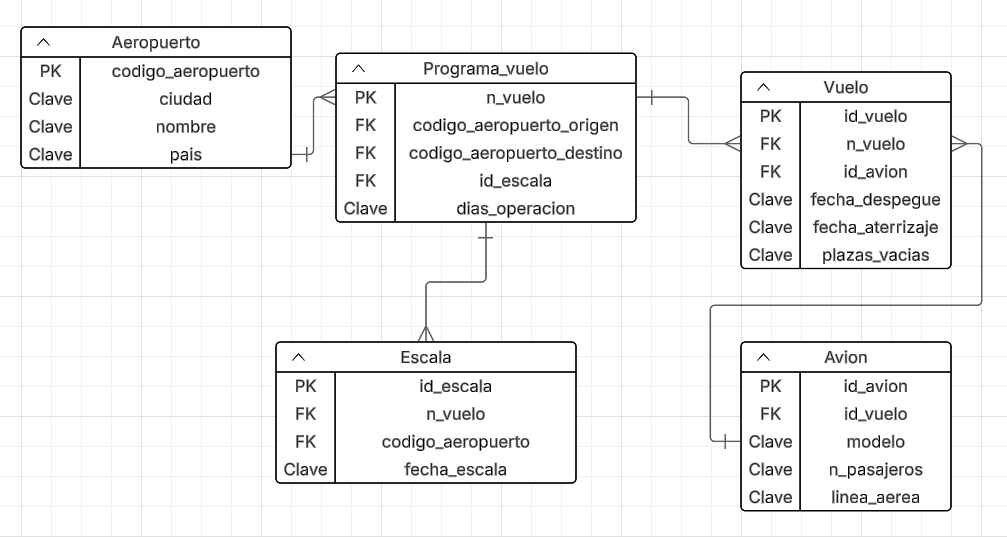 Aeropuerto
PK codigo_aeropuerto
Clave ciudad
Clave nombre
Clave pais
Programa_vuelo
PK n_vuelo
FK codigo_aeropuerto_origen
FK codigo_aeropuerto_destino
FK id_escala
Clave dias_operacion
Vuelo
PK id_vuelo
FK n_vuelo
FK id_avion
Clave fecha_despegue
Clave fecha_aterrizaje
Clave plazas_vacias
Escala
PK id_escala
FK n_vuelo
FK codigo_aeropuerto
Clave fecha_escala
Avion
PK id_avion
FK id_vuelo
Clave modelo
Clave n_pasajeros
Clave linea_aerea